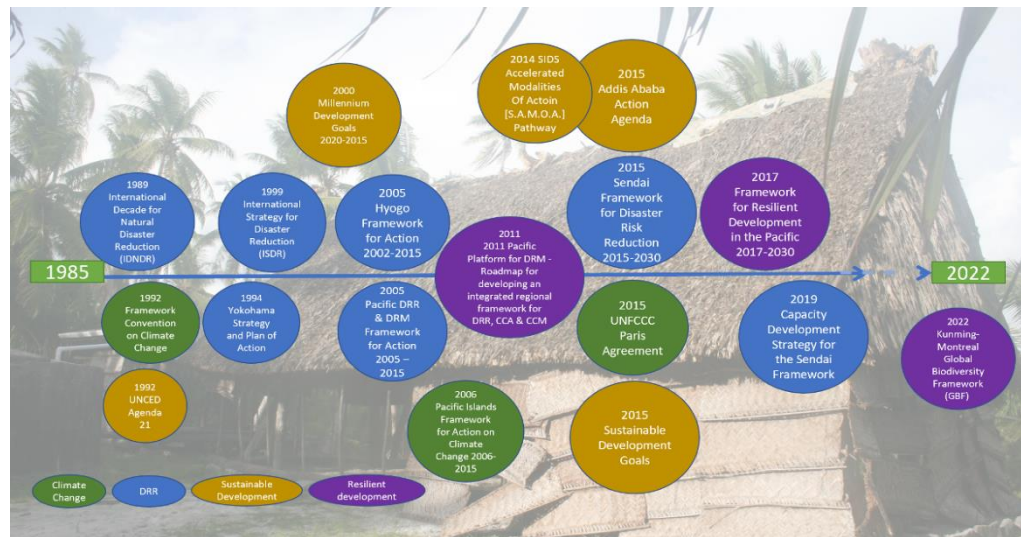 2000
Millennium
Development
Goals
2020-2015
2014 SIDS
Accelerated
Modalities
Of Actoin
[S.A.M.O.A.]
Pathway
2015
Addis Ababa
Action
Agenda
1989
International
Decade for
Natural
Disaster
Reduction
(IDNDR)
1999
International
Strategy for
Disaster
Reduction
(ISDR)
2005
Hyogo
Framework
for Action
2002-2015
2011
2011 Pacific
Platform for DRM -
Roadmap for
developing an
integrated regional
framework for
DRR, CCA & CCM
2015
Sendai
Framework
for Disaster
Risk
Reduction
2015-2030
2017
Framework
for Resilient
Development
in the Pacific
2017-2030
1985
2022
1992
Framework
Convention
on Climate
Change
1994
Yokohama
Strategy
and Plan of
Action
2005
Pacific DRR
& DRM
Framework
for Action
2005 –
2015
2015
UNFCCC
Paris
Agreement
2019
Capacity
Development
Strategy for
the Sendai
Framework
2022
Kunming-
Montreal
Global
Biodiversity
Framework
(GBF)
1992
UNCED
Agenda
21
2006
Pacific Islands
Framework
for Action on
Climate
Change 2006-
2015
2015
Sustainable
Development
Goals
Climate
Change
DRR
Sustainable
Development
Resilient
development